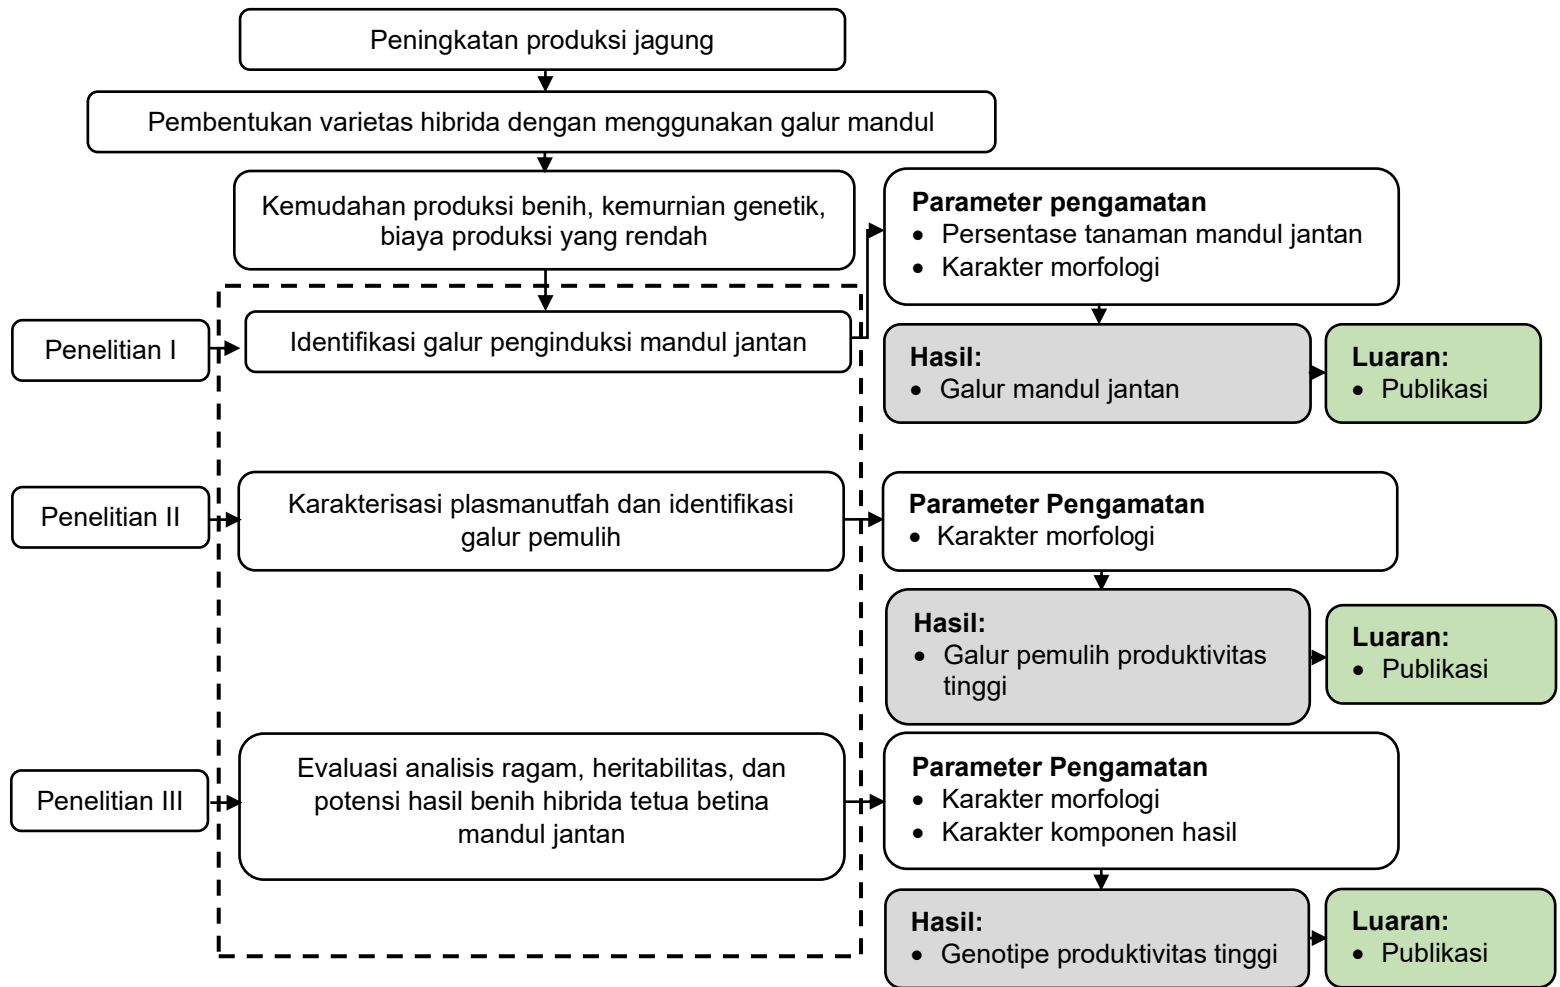 Peningkatan produksi jagung
Pembentukan varietas hibrida dengan menggunakan galur mandul
Kemudahan produksi benih, kemurnian genetik,
biaya produksi yang rendah
Penelitian I
Identifikasi galur penginduksi mandul jantan
Parameter pengamatan
• Persentase tanaman mandul jantan
• Karakter morfologi
Hasil:
• Galur mandul jantan
Luaran:
• Publikasi
Penelitian II
Karakterisasi plasmanutfah dan identifikasi
galur pemulih
Parameter Pengamatan
• Karakter morfologi
Hasil:
• Galur pemulih produktivitas
tinggi
Luaran:
• Publikasi
Penelitian III
Evaluasi analisis ragam, heritabilitas, dan
potensi hasil benih hibrida tetua betina
mandul jantan
Parameter Pengamatan
• Karakter morfologi
• Karakter komponen hasil
Hasil:
• Genotipe produktivitas tinggi
Luaran:
• Publikasi